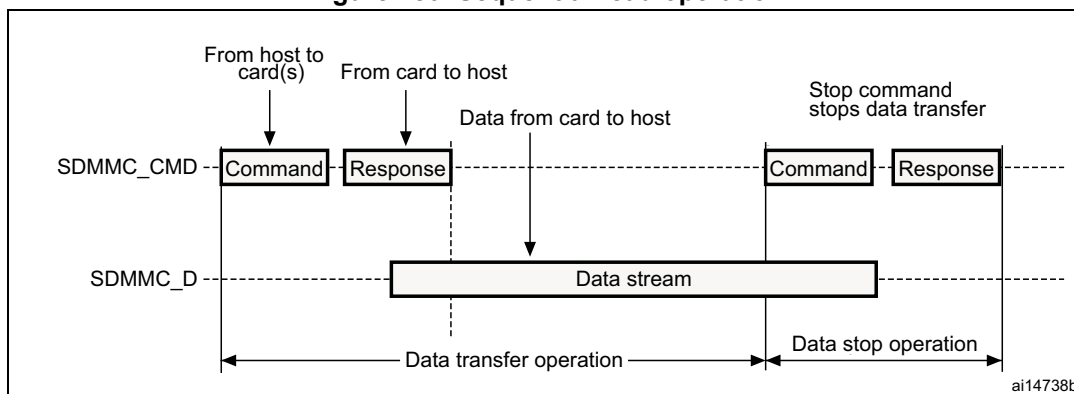 From host to
card(s)
From card to host
Stop command
stops data transfer
Data from card to host
SDMMC_CMD
Command
Response
Command
Response
SDMMC_D
Data stream
Data transfer operation
Data stop operation
ai14738b